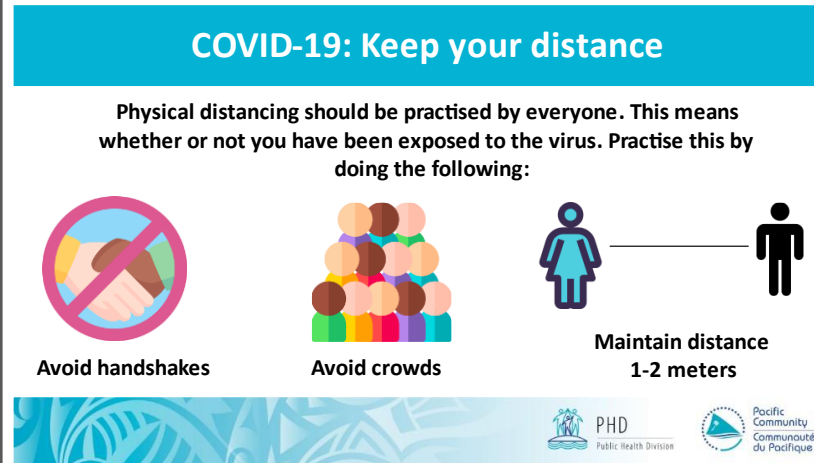 COVID-19: Keep your distance
Physical distancing should be practised by everyone. This means
whether or not you have been exposed to the virus. Practise this by
doing the following:
Avoid handshakes
Avoid crowds
Maintain distance
1-2 meters
PHD
Public Health Division
Pacific
Community
Communauté
du Pacifique